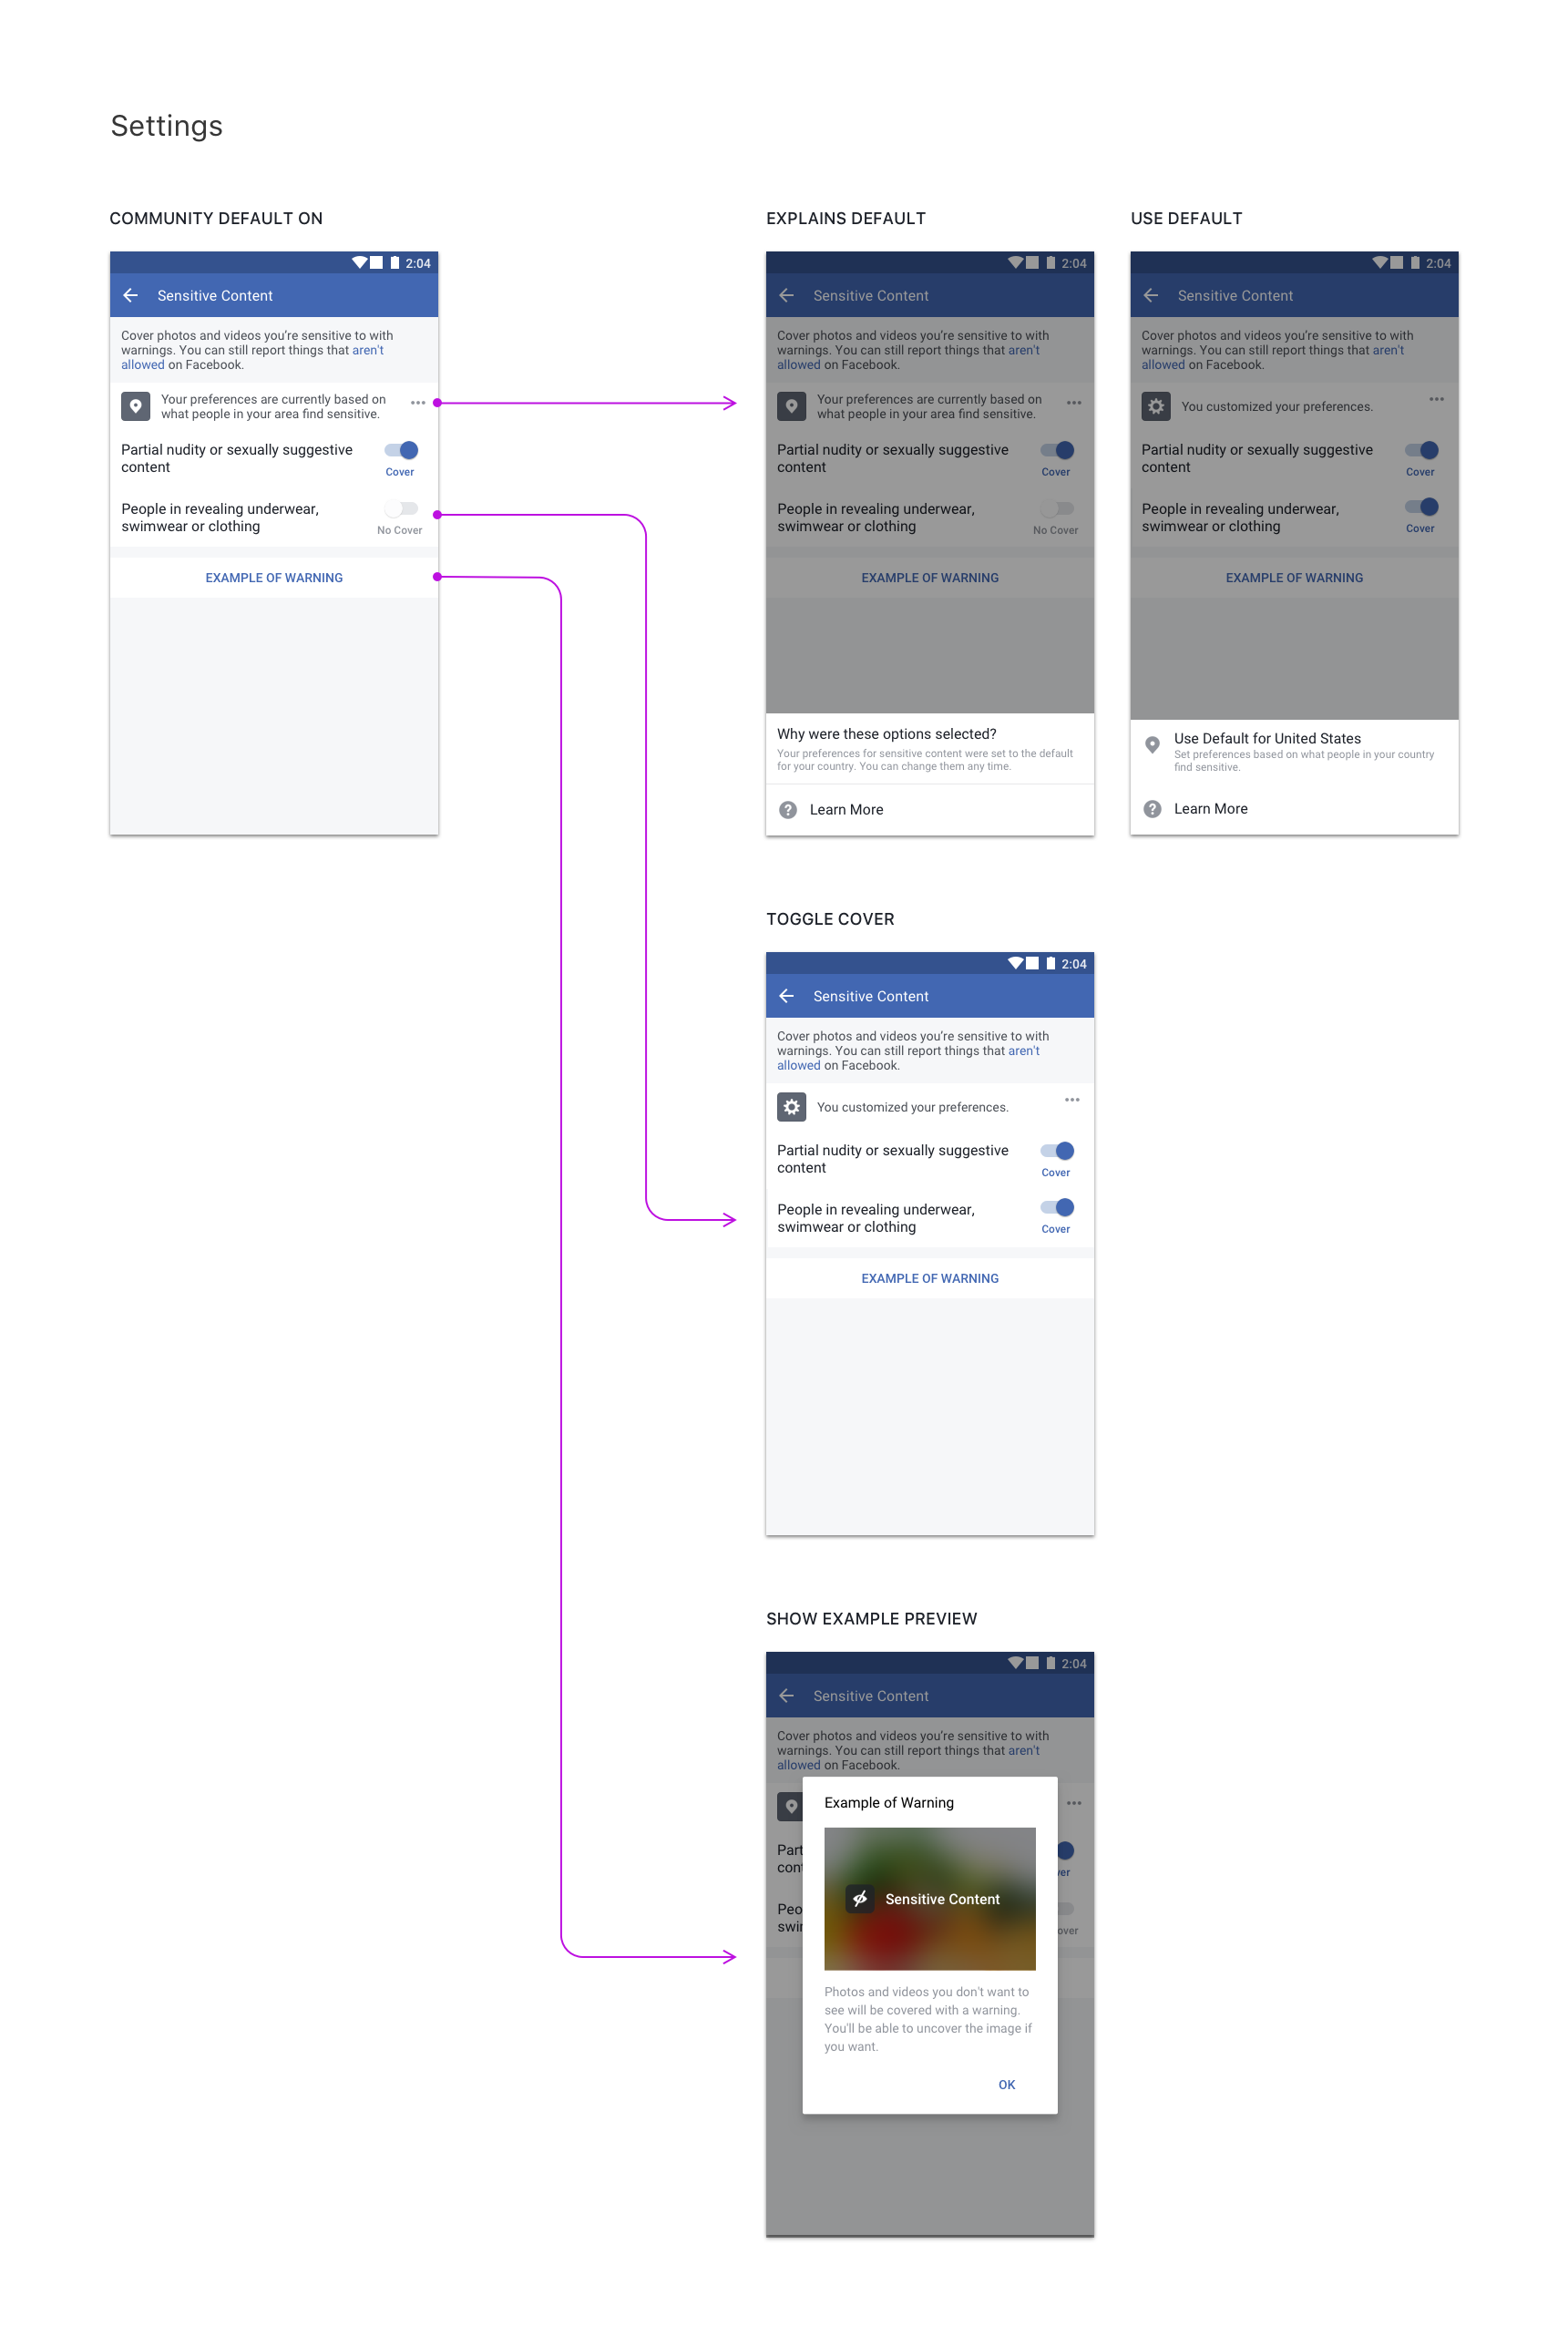 Settings
COMMUNITY DEFAULT ON
2:04
Sensitive Content
Cover photos and videos you’re sensitive to with
warnings. You can still report things that aren't
allowed on Facebook.
Your preferences are currently based on
what people in your area find sensitive.
Partial nudity or sexually suggestive
content
Cover
People in revealing underwear,
swimwear or clothing
No Cover
EXAMPLE OF WARNING
EXPLAINS DEFAULT
2:04
Sensitive Content
Cover photos and videos you’re sensitive to with
warnings. You can still report things that aren't
allowed on Facebook.
Your preferences are currently based on
what people in your area find sensitive.
Partial nudity or sexually suggestive
content
Cover
People in revealing underwear,
swimwear or clothing
No Cover
EXAMPLE OF WARNING
Why were these options selected?
Your preferences for sensitive content were set to the default
for your country. You can change them any time.
Learn More
USE DEFAULT
2:04
Sensitive Content
Cover photos and videos you’re sensitive to with
warnings. You can still report things that aren't
allowed on Facebook.
You customized your preferences.
Partial nudity or sexually suggestive
content
Cover
People in revealing underwear,
swimwear or clothing
Cover
EXAMPLE OF WARNING
Use Default for United States
Set preferences based on what people in your country
find sensitive.
Learn More
TOGGLE COVER
2:04
Sensitive Content
Cover photos and videos you’re sensitive to with
warnings. You can still report things that aren't
allowed on Facebook.
You customized your preferences.
Partial nudity or sexually suggestive
content
Cover
People in revealing underwear,
swimwear or clothing
Cover
EXAMPLE OF WARNING
SHOW EXAMPLE PREVIEW
2:04
Sensitive Content
Cover photos and videos you’re sensitive to with
warnings. You can still report things that aren't
allowed on Facebook.
Example of Warning
Part
cont
ver
Peo
swi
over
Sensitive Content
Photos and videos you don't want to
see will be covered with a warning.
You'll be able to uncover the image if
you want.
OK